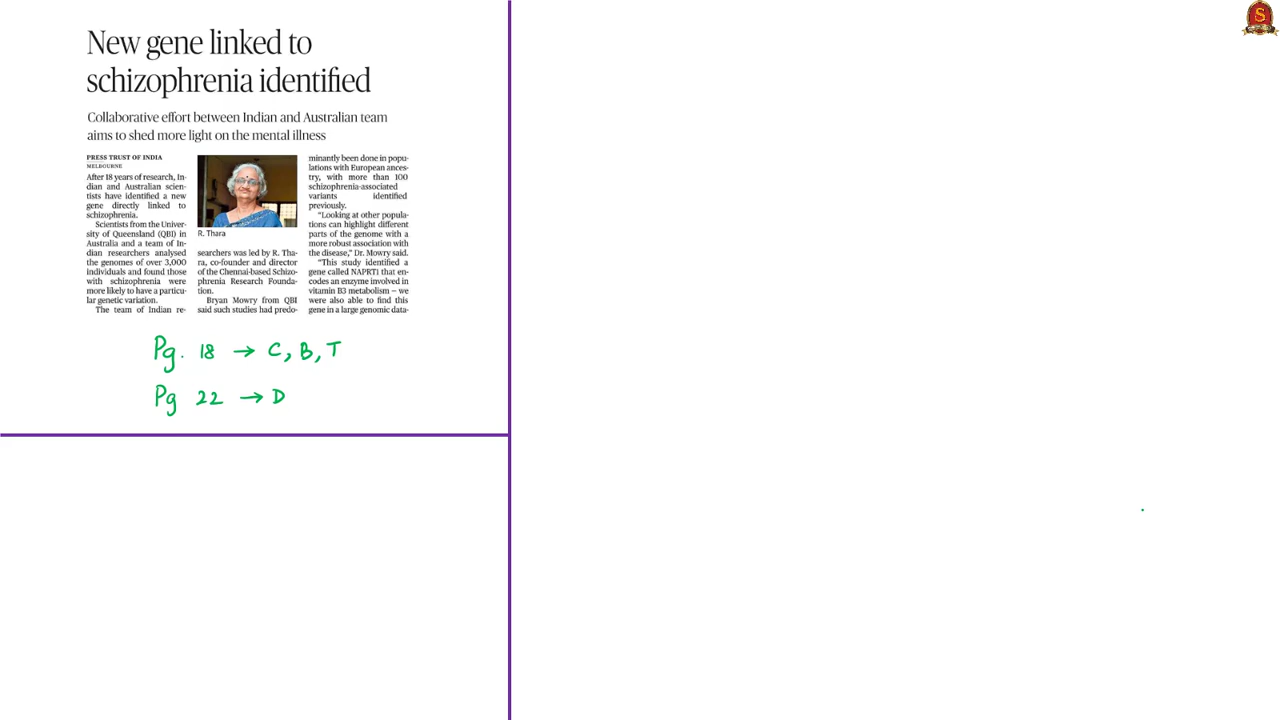 New gene linked to
schizophrenia identified
Collaborative effort between Indian and Australian team
aims to shed more light on the mental illness
PRESS TRUST OF INDIA
MELBOURNE
After 18 years of research, In-
dian and Australian scien-
tists have identified a new
gene directly linked to
schizophrenia.
Scientists from the Univer-
sity of Queensland (QBI) in
Australia and a team of In-
dian researchers analysed
the genomes of over 3,000
individuals and found those
with schizophrenia were
more likely to have a particu-
lar genetic variation.
The team of Indian re-
R. Thara
searchers was led by R. Tha-
ra, co-founder and director
of the Chennai-based Schizo-
phrenia Research Founda-
tion.
Bryan Mowry from QBI
said such studies had predo-
minantly been done in popu-
lations with European ances-
try, with more than 100
schizophrenia-associated
variants identified
previously.
“Looking at other popula-
tions can highlight different
parts of the genome with a
more robust association with
the disease,” Dr. Mowry said.
“This study identified a
gene called NAPRT1 that en-
codes an enzyme involved in
vitamin B3 metabolism – we
were also able to find this
gene in a large genomic data-
Pg. 18 → C, B, T
Pg 22 → D
S